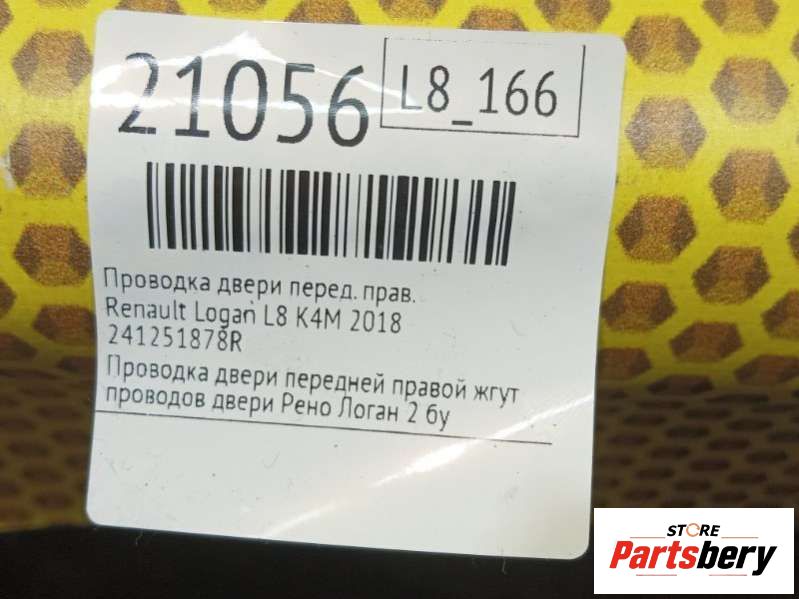 21056
L8_166
Проводка двери перед. прав.
Renault Logan L8 K4M 2018
241251878R
Проводка двери передней правой жгут
проводов двери Рено Логан 2 бу
STORE
Partsbery